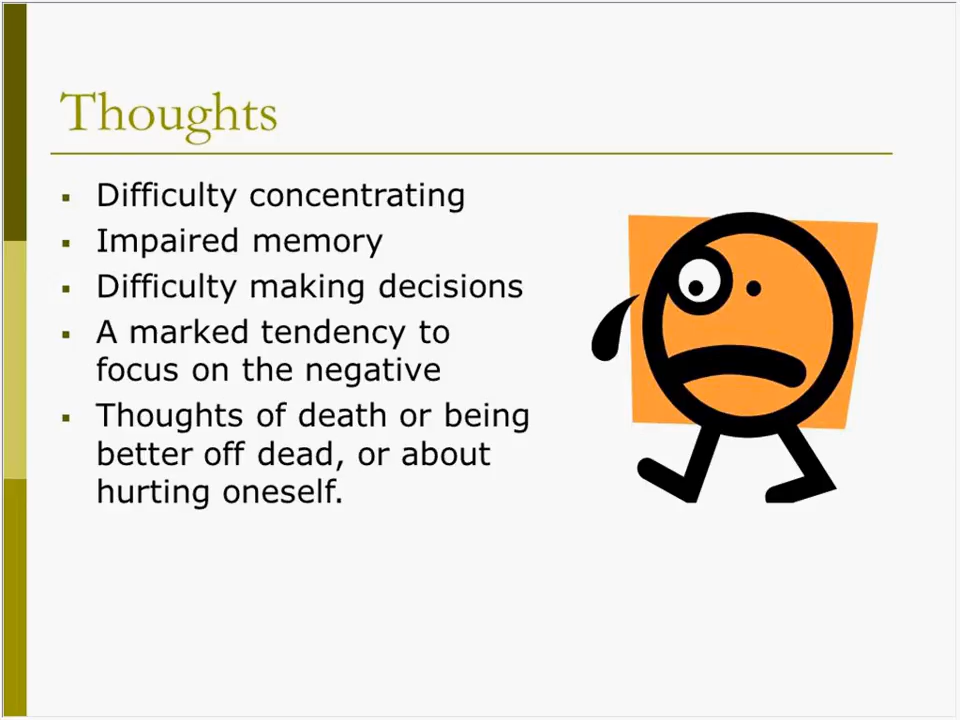 Thoughts
▪ Difficulty concentrating
▪ Impaired memory
▪ Difficulty making decisions
▪ A marked tendency to
focus on the negative
▪ Thoughts of death or being
better off dead, or about
hurting oneself.